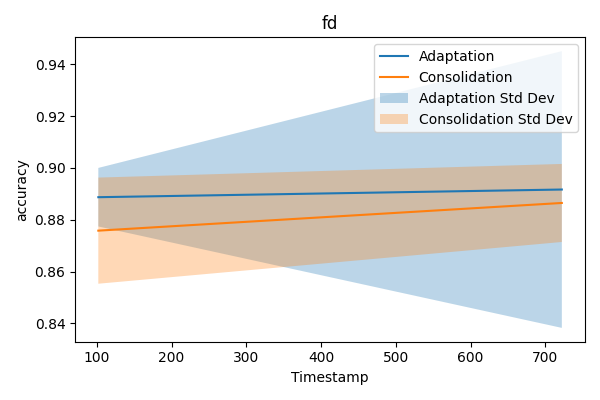 fd
Adaptation
Consolidation
Adaptation Std Dev
Consolidation Std Dev
accuracy
0.94
0.92
0.90
0.88
0.86
0.84
100 200 300 400 500 600 700
Timestamp